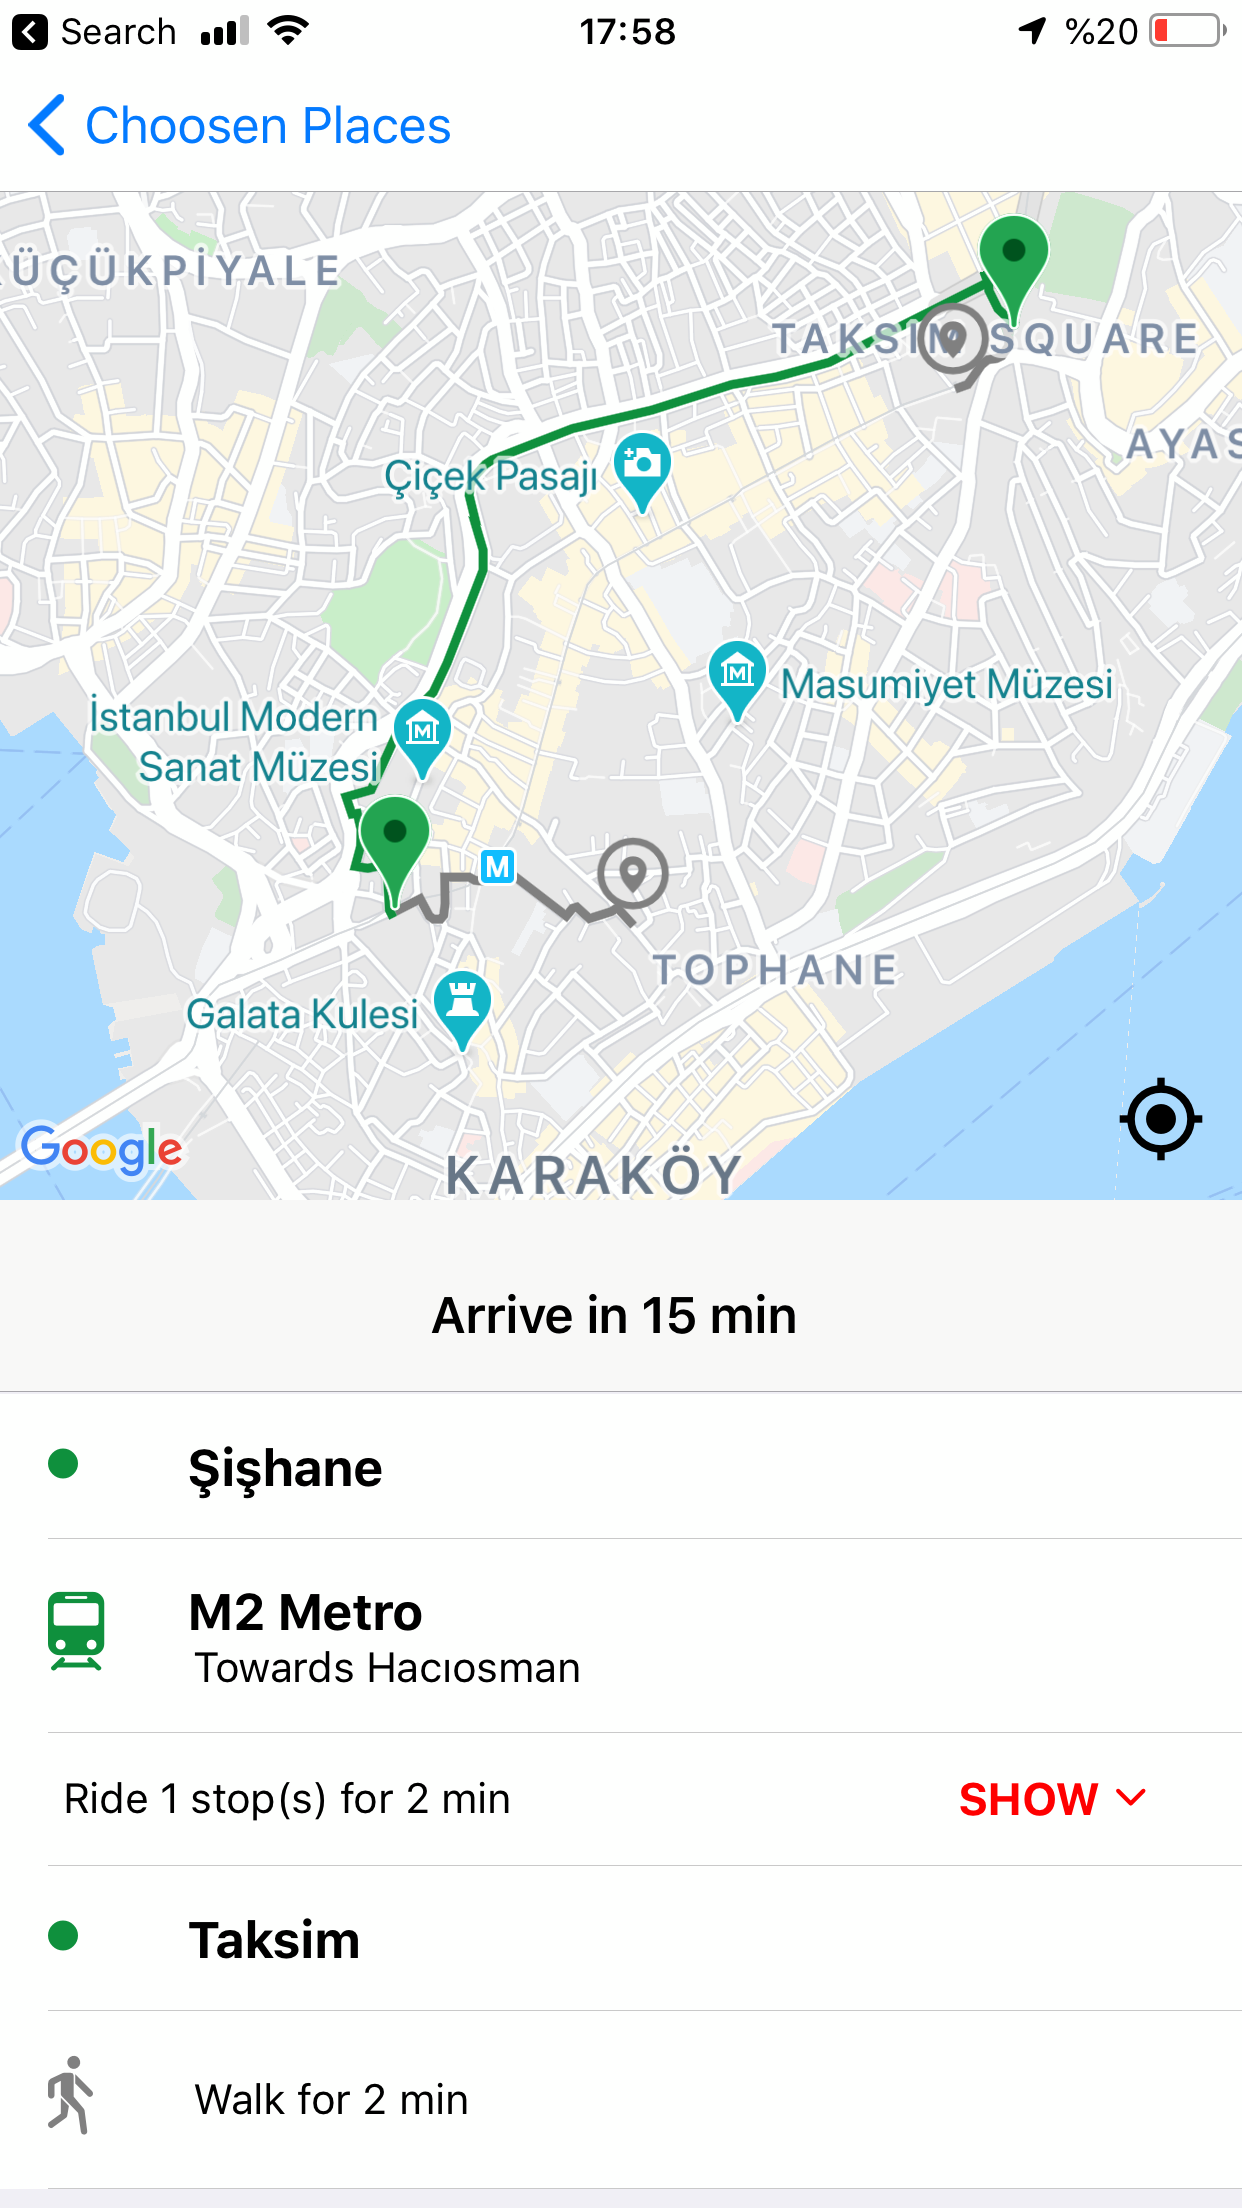 Search
17:58
%20
Choosen Places
ÜÇÜKPİYALE
TAKSIM SQUARE
AYAS
Çiçek Pasajı
Masumiyet Müzesi
İstanbul Modern
Sanat Müzesi
M
TOPHANE
Galata Kulesi
Google
KARAKÖY
Arrive in 15 min
Şişhane
M2 Metro
Towards Hacıosman
Ride 1 stop(s) for 2 min
SHOW
Taksim
Walk for 2 min